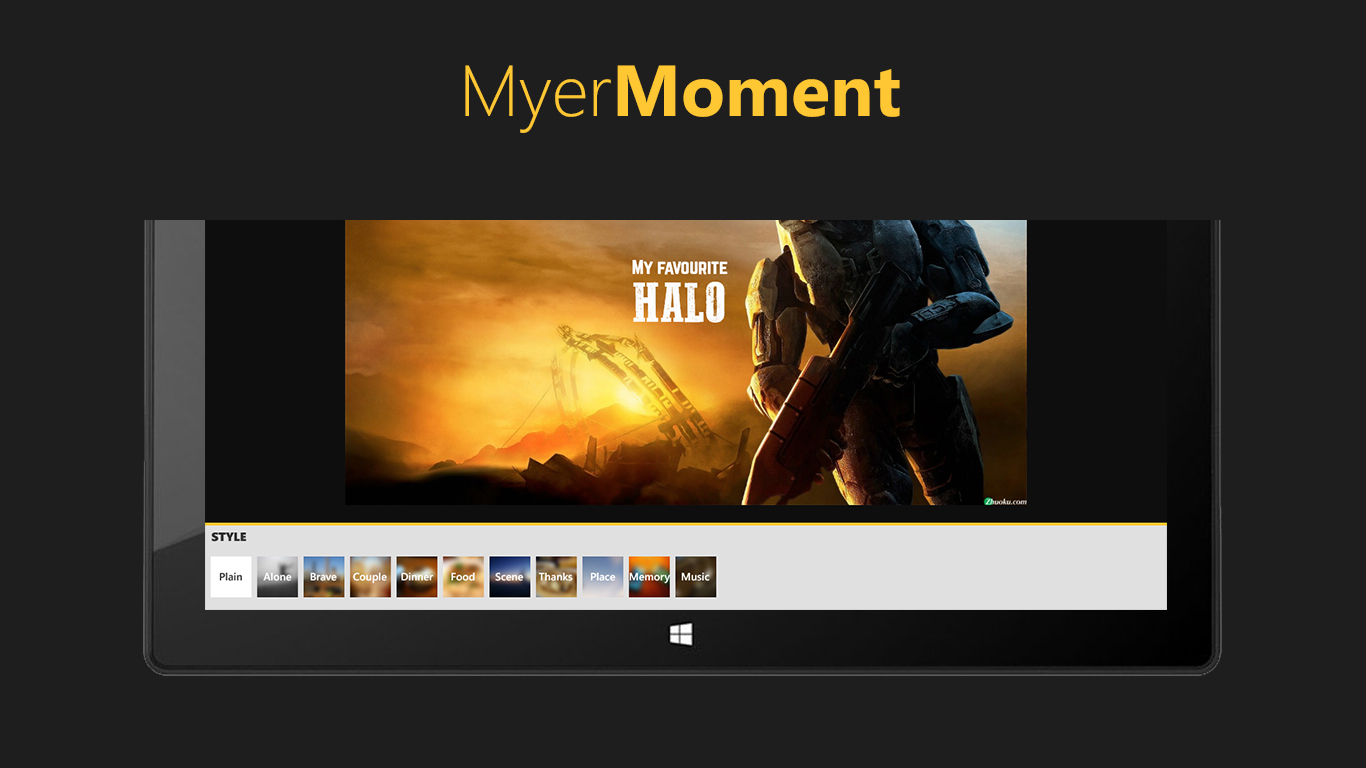 MyerMoment
MY FAVOURITE
HALO
Zhuoku.com
STYLE
Plain Alone Brave Couple Dinner Food Scene Thanks Place Memory Music